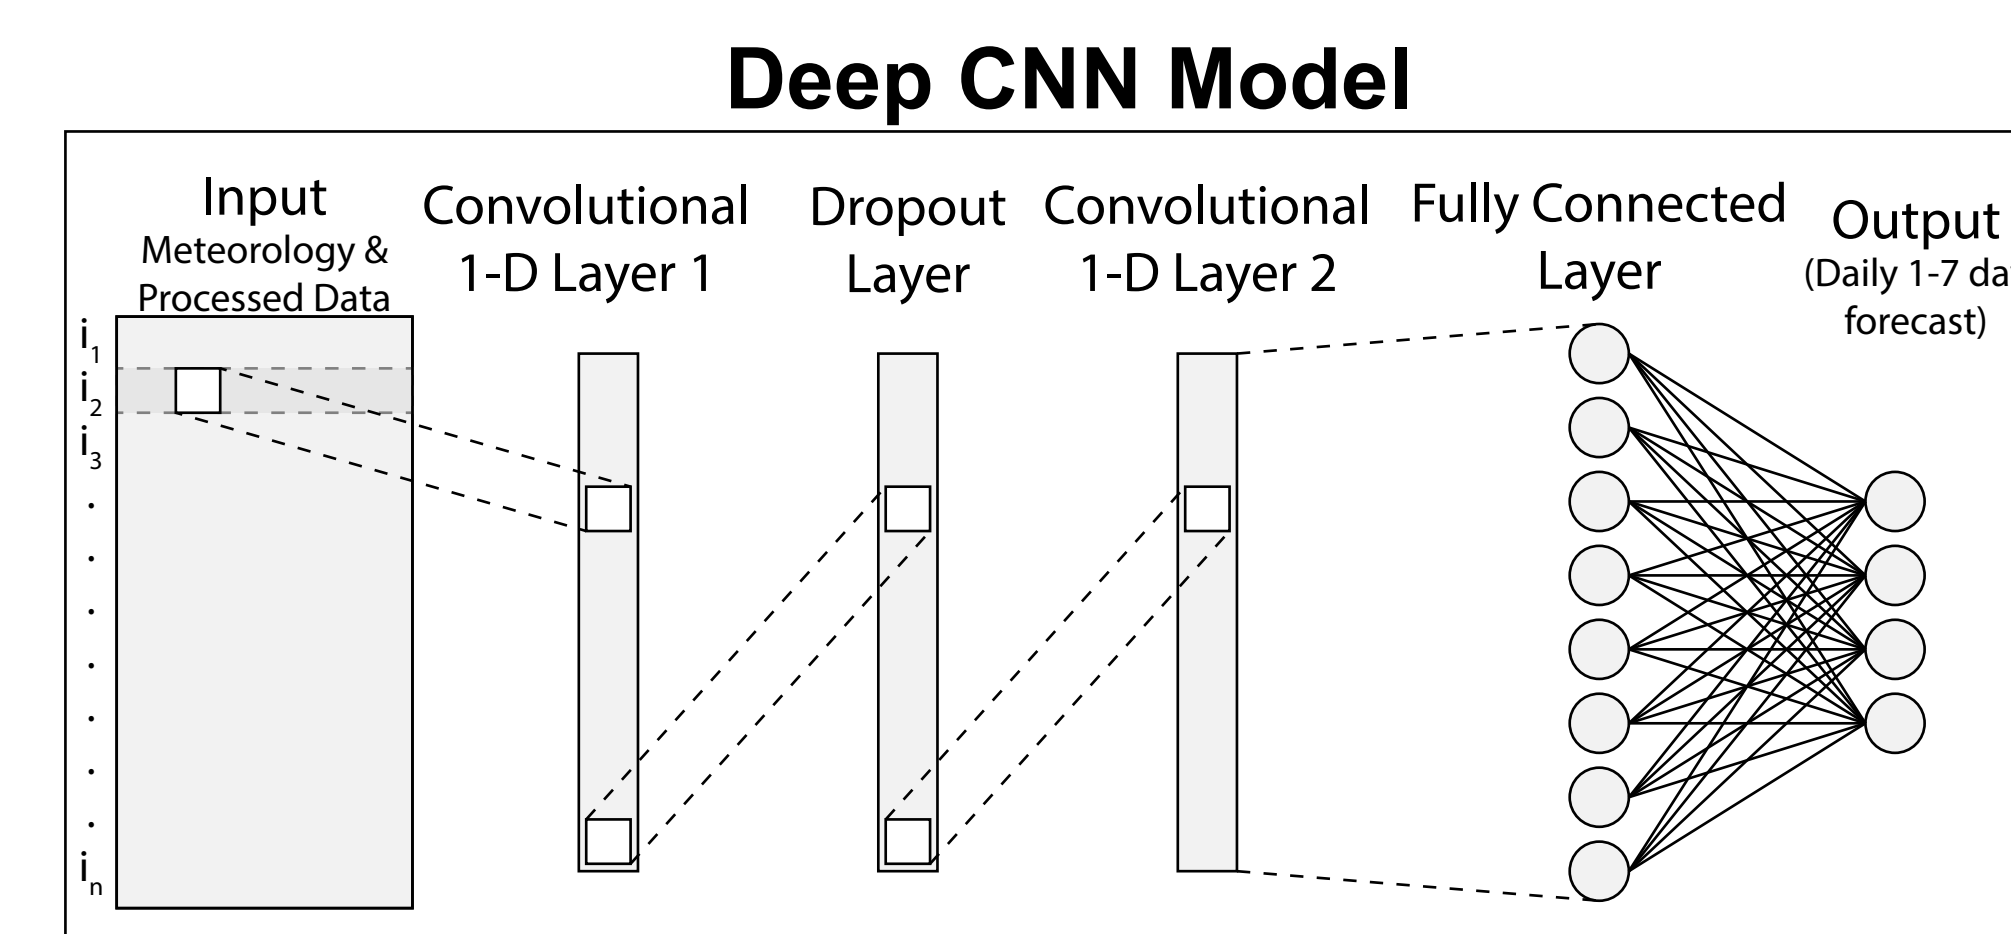 Deep CNN Model
Input
Meteorology &
Processed Data
Convolutional
1-D Layer 1
Dropout
Layer
Convolutional
1-D Layer 2
Fully Connected
Layer
Output
(Daily 1-7
forecast)
i1
i2
i3
.
.
.
.
.
.
.
in